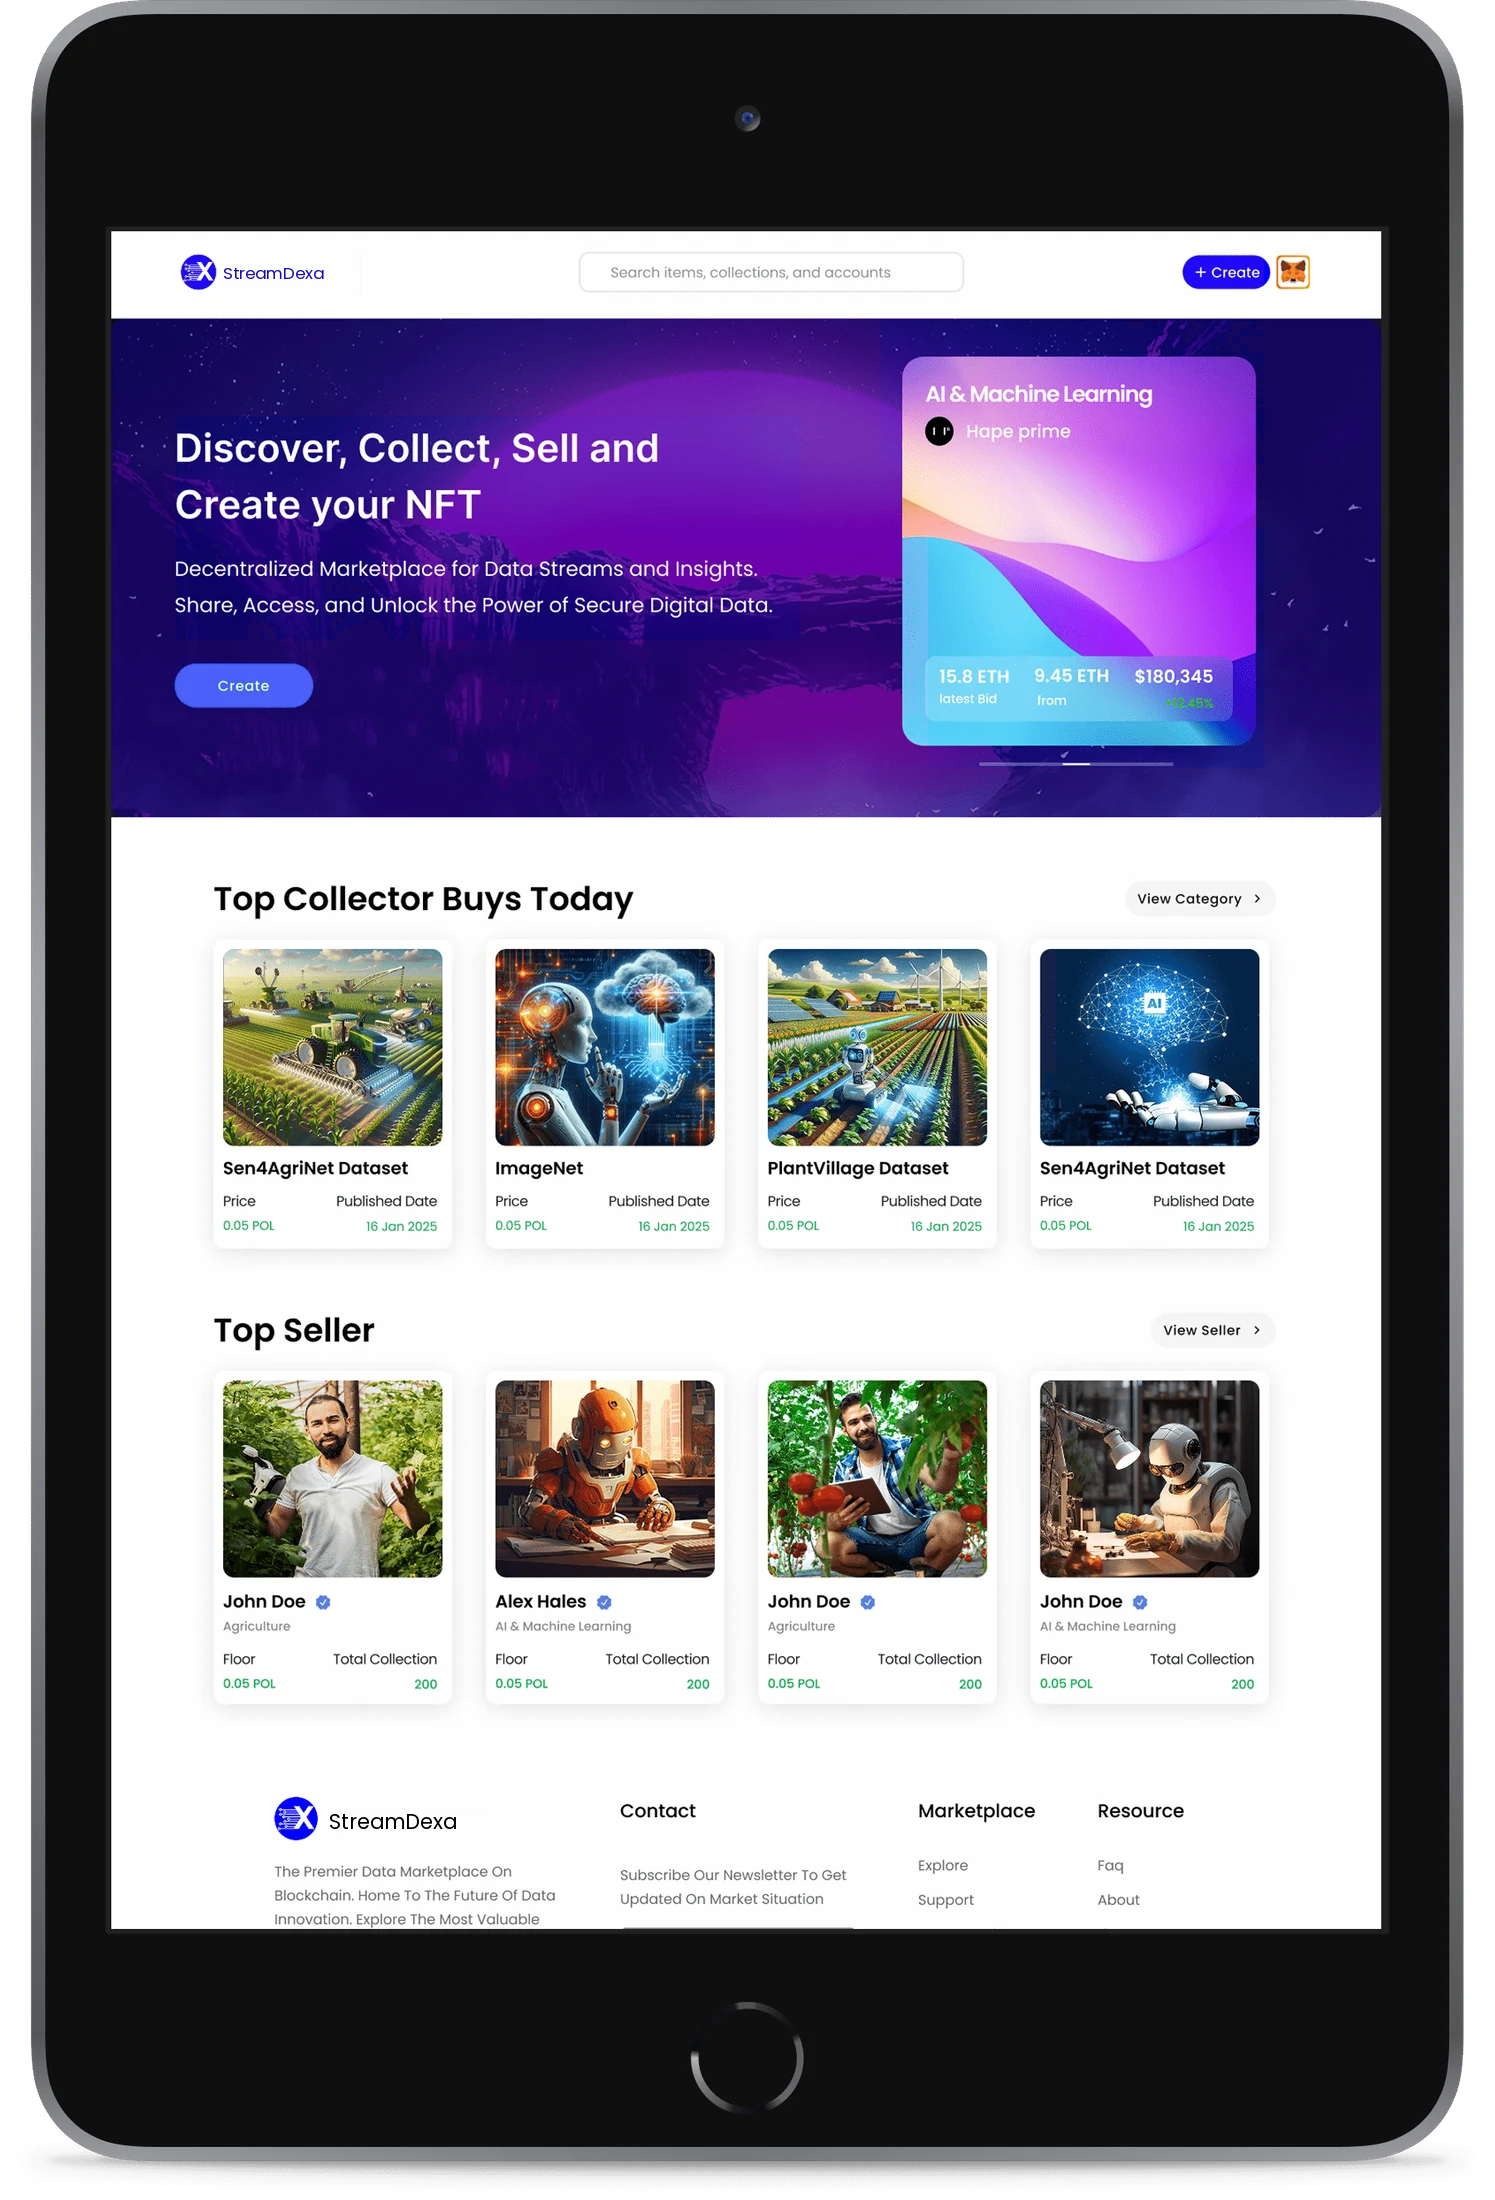 StreamDexa
Search items, collections, and accounts
+ Create
Discover, Collect, Sell and
Create your NFT
Decentralized Marketplace for Data Streams and Insights.
Share, Access, and Unlock the Power of Secure Digital Data.
Create
AI & Machine Learning
Hape prime
15.8 ETH 9.45 ETH $180,345
latest Bid from +12.45%
Top Collector Buys Today
View Category >
AI
Sen4AgriNet Dataset
Price Published Date
0.05 POL 16 Jan 2025
ImageNet
Price Published Date
0.05 POL 16 Jan 2025
PlantVillage Dataset
Price Published Date
0.05 POL 16 Jan 2025
Sen4AgriNet Dataset
Price Published Date
0.05 POL 16 Jan 2025
Top Seller
View Seller >
John Doe
Agriculture
Floor Total Collection
0.05 POL 200
Alex Hales
AI & Machine Learning
Floor Total Collection
0.05 POL 200
John Doe
Agriculture
Floor Total Collection
0.05 POL 200
John Doe
AI & Machine Learning
Floor Total Collection
0.05 POL 200
StreamDexa
The Premier Data Marketplace On
Blockchain. Home To The Future Of Data
Innovation. Explore The Most Valuable
Contact
Subscribe Our Newsletter To Get
Updated On Market Situation
Marketplace
Explore
Support
Resource
Faq
About